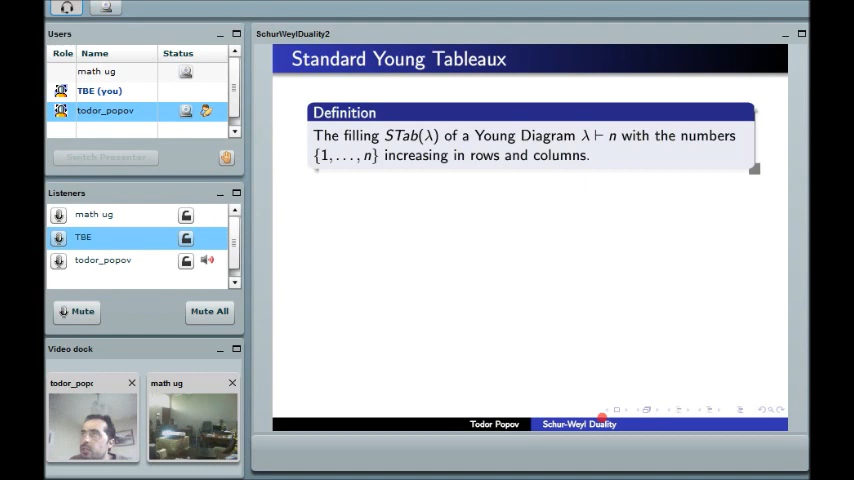 Users
Role Name Status
math ug
TBE (you)
todor_popov
Switch Presenter
Listeners
math ug
TBE
todor_popov
Mute
Mute All
Video dock
todor_popo
math ug
SchurWeylDuality2
Standard Young Tableaux
Definition
The filling STab(λ) of a Young Diagram λ ⊢ n with the numbers
{1, . . . , n} increasing in rows and columns.
Todor Popov Schur-Weyl Duality